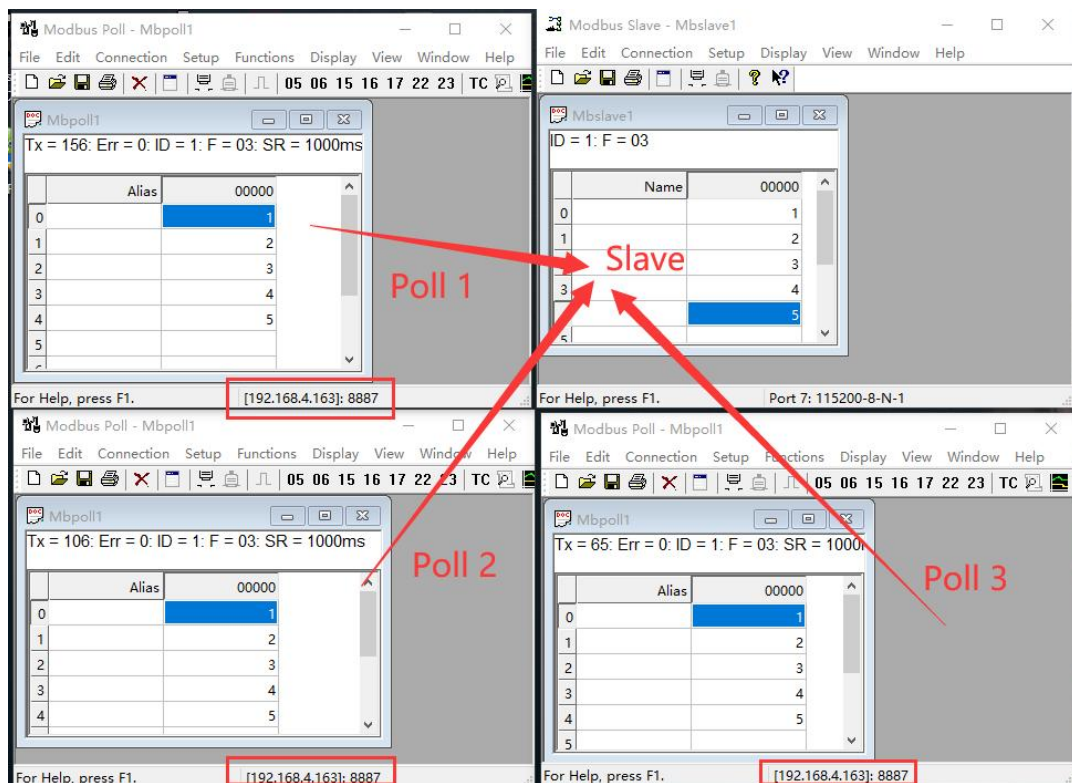 Modbus Poll - Mbpoll1
File Edit Connection Setup Functions Display View Window Help
05 06 15 16 17 22 23 TC
Mbpoll1
Tx = 156: Err = 0: ID = 1: F = 03: SR = 1000ms
Alias 00000
0 1
1 2
2 3
3 4
4 5
5
Poll 1
For Help, press F1. [192.168.4.163]: 8887
Modbus Slave - Mbslave1
File Edit Connection Setup Display View Window Help
Mbslave1
ID = 1: F = 03
Name 00000
0 1
1 2
3
3 4
5
Slave
For Help, press F1. Port 7: 115200-8-N-1
Modbus Poll - Mbpoll1
File Edit Connection Setup Functions Display View Window Help
05 06 15 16 17 22 23 TC
Mbpoll1
Tx = 106: Err = 0: ID = 1: F = 03: SR = 1000ms
Alias 00000
0 1
1 2
2 3
3 4
4 5
Poll 2
For Help, press F1. [192.168.4.163]: 8887
Modbus Poll - Mbpoll1
File Edit Connection Setup Functions Display View Window Help
05 06 15 16 17 22 23 TC
Mbpoll1
Tx = 65: Err = 0: ID = 1: F = 03: SR =
Alias 00000
0 1
1 2
2 3
3 4
4 5
5
Poll 3
For Help, press F1. [192.168.4.163]: 8887